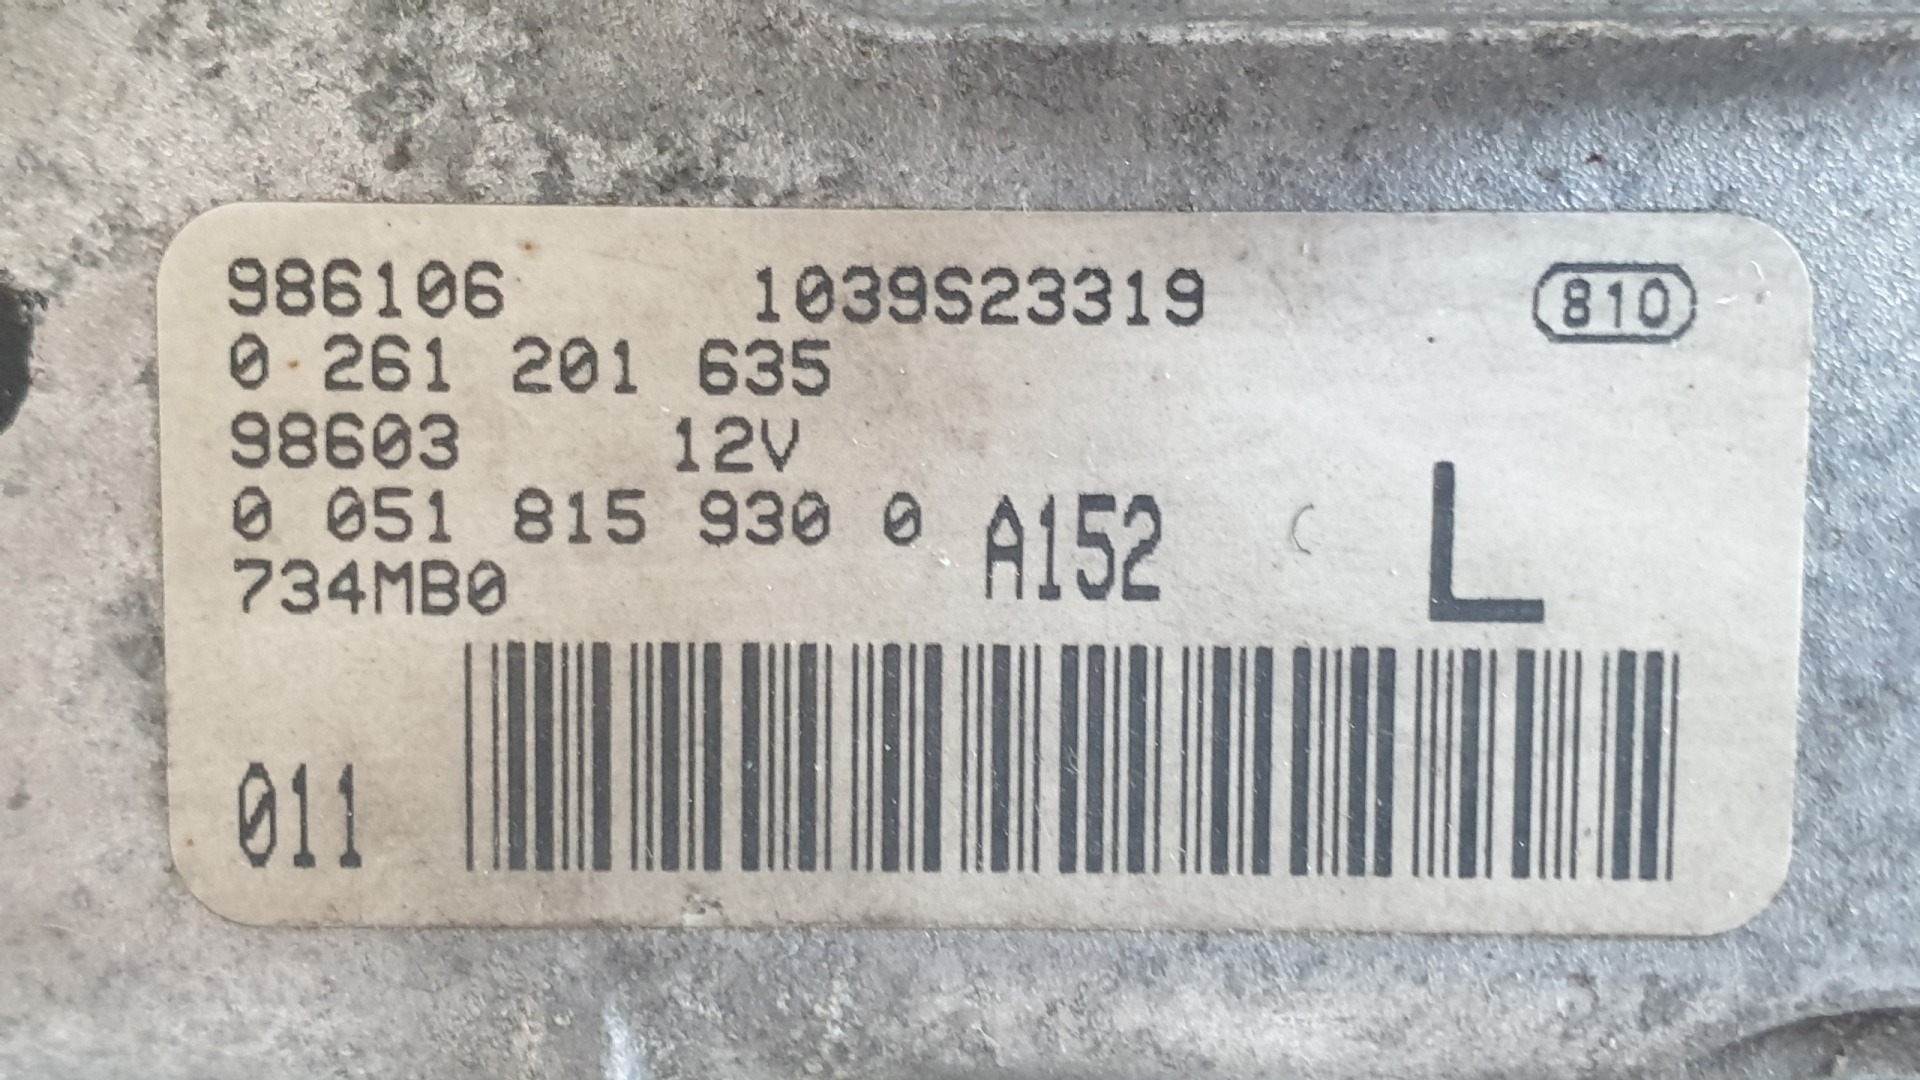 986106 1039S23319 810
0 261 201 635
98603 12V
0 051 815 930 0 A152 L
734MB0
011